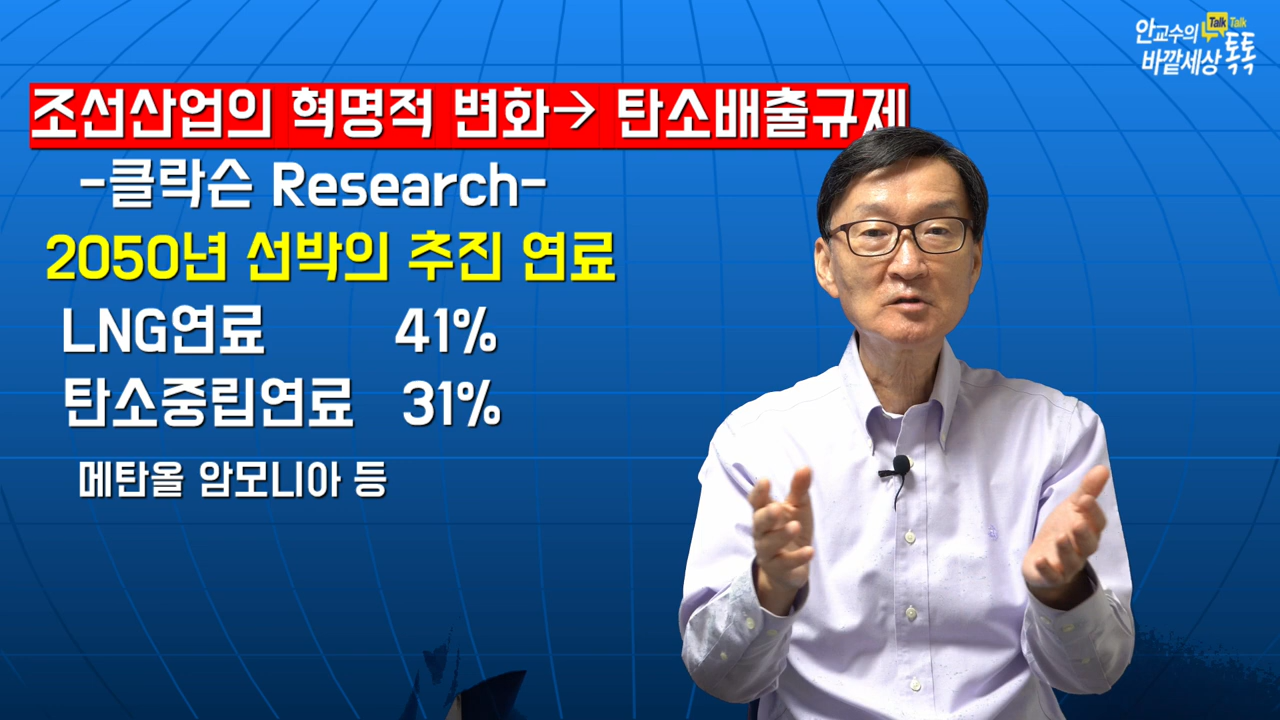 안교수의 Talk Talk
바깥세상 톡톡
조선산업의 혁명적 변화→ 탄소배출규제
-클락슨 Research-
2050년 선박의 추진 연료
LNG연료 41%
탄소중립연료 31%
메탄올 암모니아 등